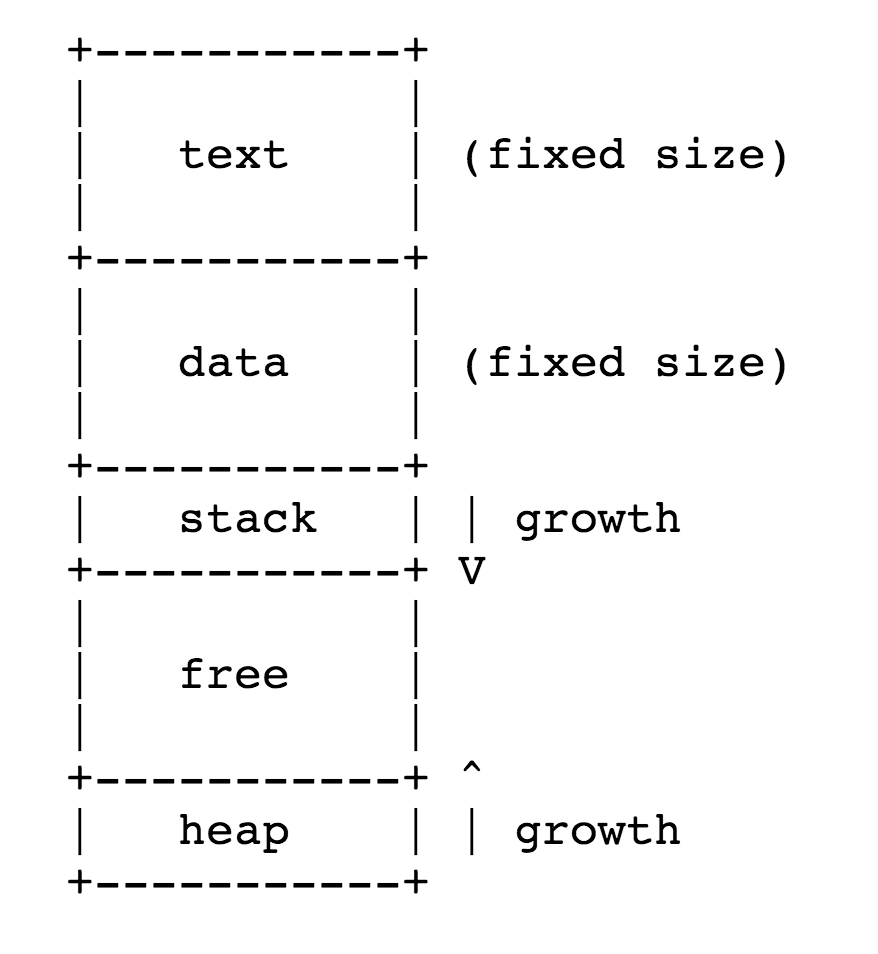 +-----------+
|           |
|   text    | (fixed size)
|           |
+-----------+
|           |
|   data    | (fixed size)
|           |
+-----------+
|   stack   | | growth
+-----------+ V
|           |
|   free    |
|           |
+-----------+ ^
|   heap    | | growth
+-----------+